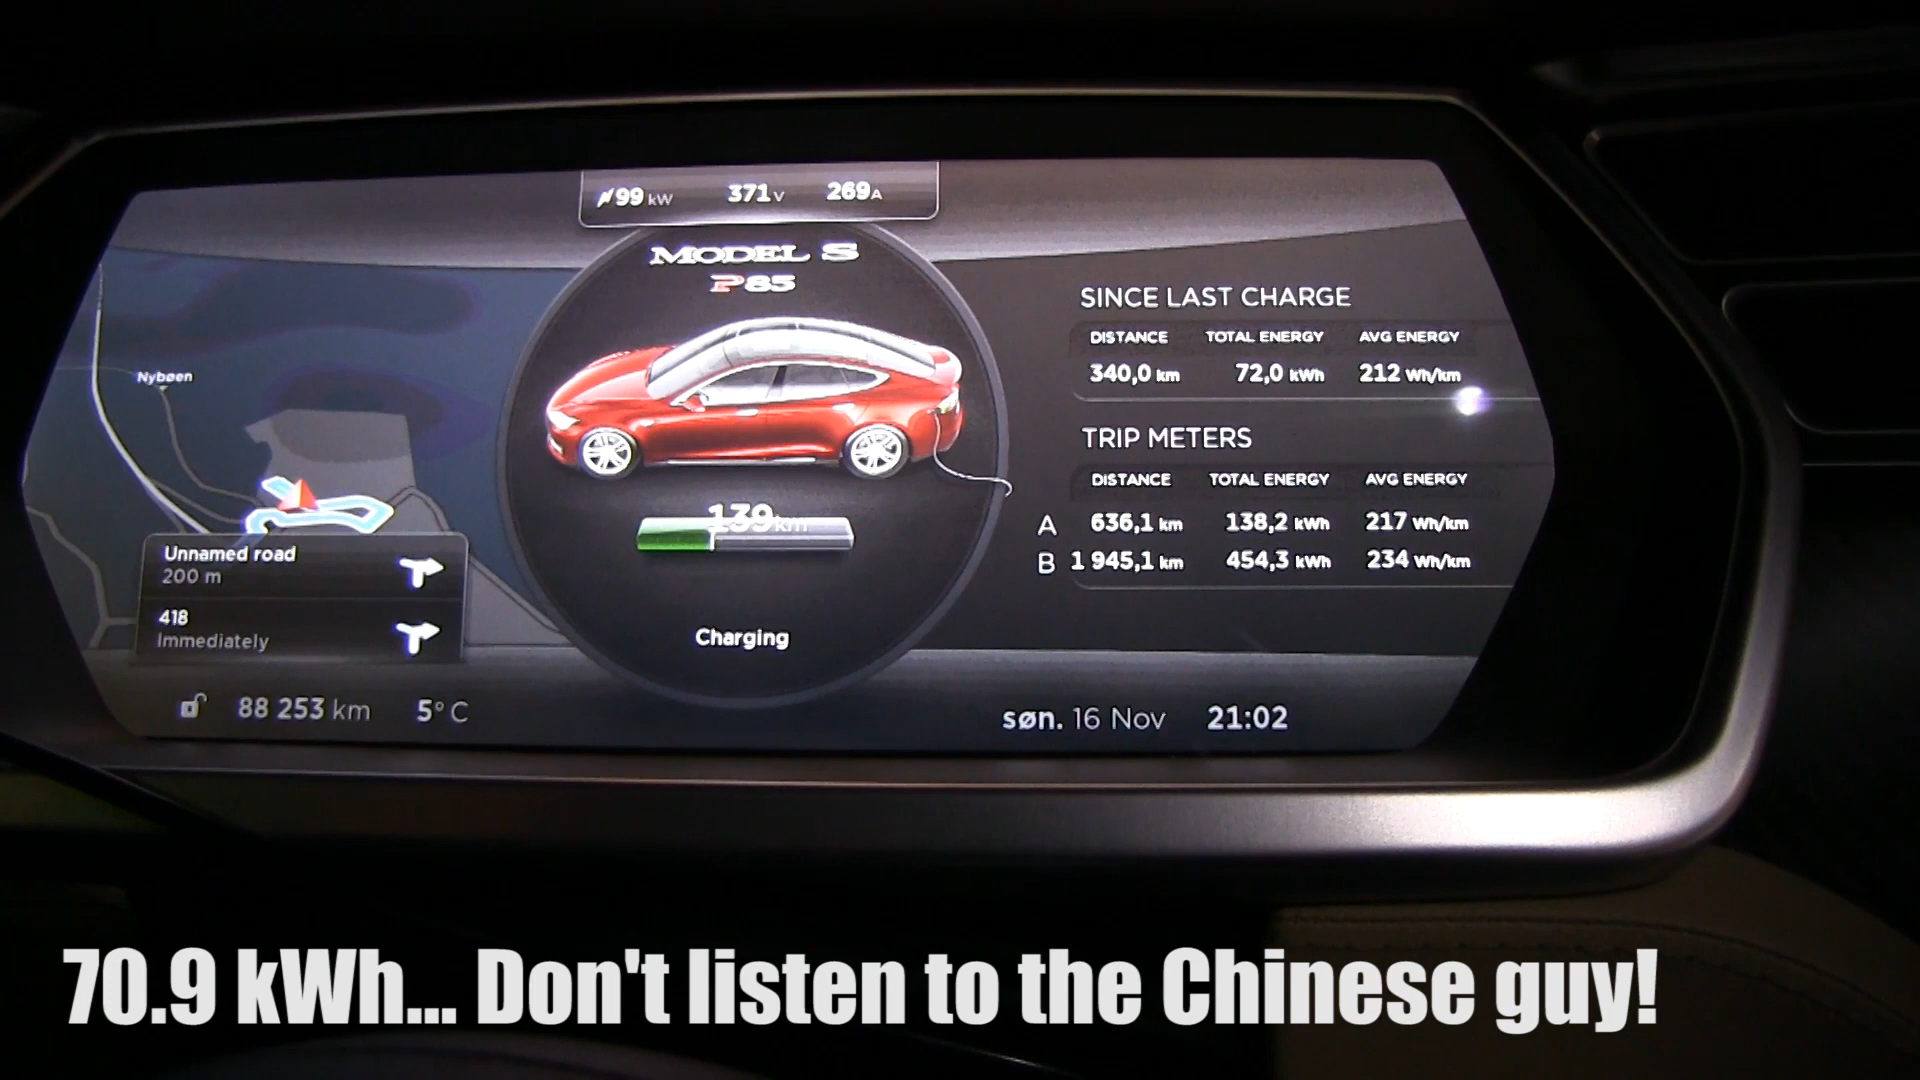 99 kW 371 V 269 A
MODEL S
P85
139 km
Charging
Nybøen
Unnamed road
200 m
418
Immediately
88 253 km 5° C
SINCE LAST CHARGE
DISTANCE TOTAL ENERGY AVG ENERGY
340,0 km 72,0 kWh 212 Wh/km
TRIP METERS
DISTANCE TOTAL ENERGY AVG ENERGY
A 636,1 km 138,2 kWh 217 Wh/km
B 1 945,1 km 454,3 kWh 234 Wh/km
søn. 16 Nov 21:02
70.9 kWh... Don't listen to the Chinese guy!